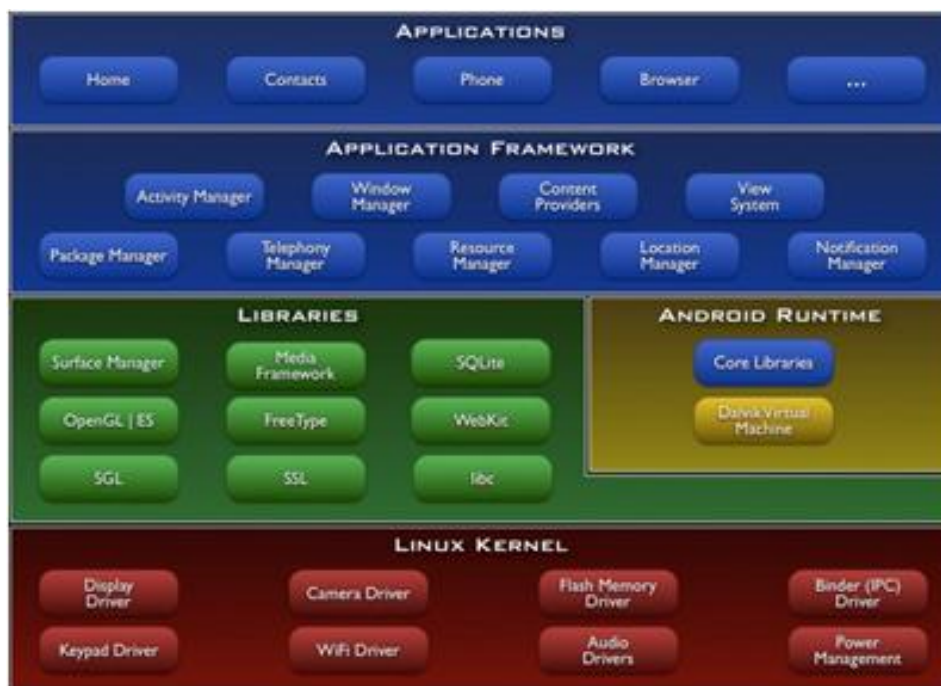 APPLICATIONS
Home Contacts Phone Browser ...
APPLICATION FRAMEWORK
Activity Manager Window Manager Content Providers View System
Package Manager Telephony Manager Resource Manager Location Manager Notification Manager
LIBRARIES
Surface Manager Media Framework SQLite
OpenGL | ES FreeType WebKit
SGL SSL libc
ANDROID RUNTIME
Core Libraries
Dalvik Virtual Machine
LINUX KERNEL
Display Driver Camera Driver Flash Memory Driver Binder (IPC) Driver
Keypad Driver WiFi Driver Audio Drivers Power Management